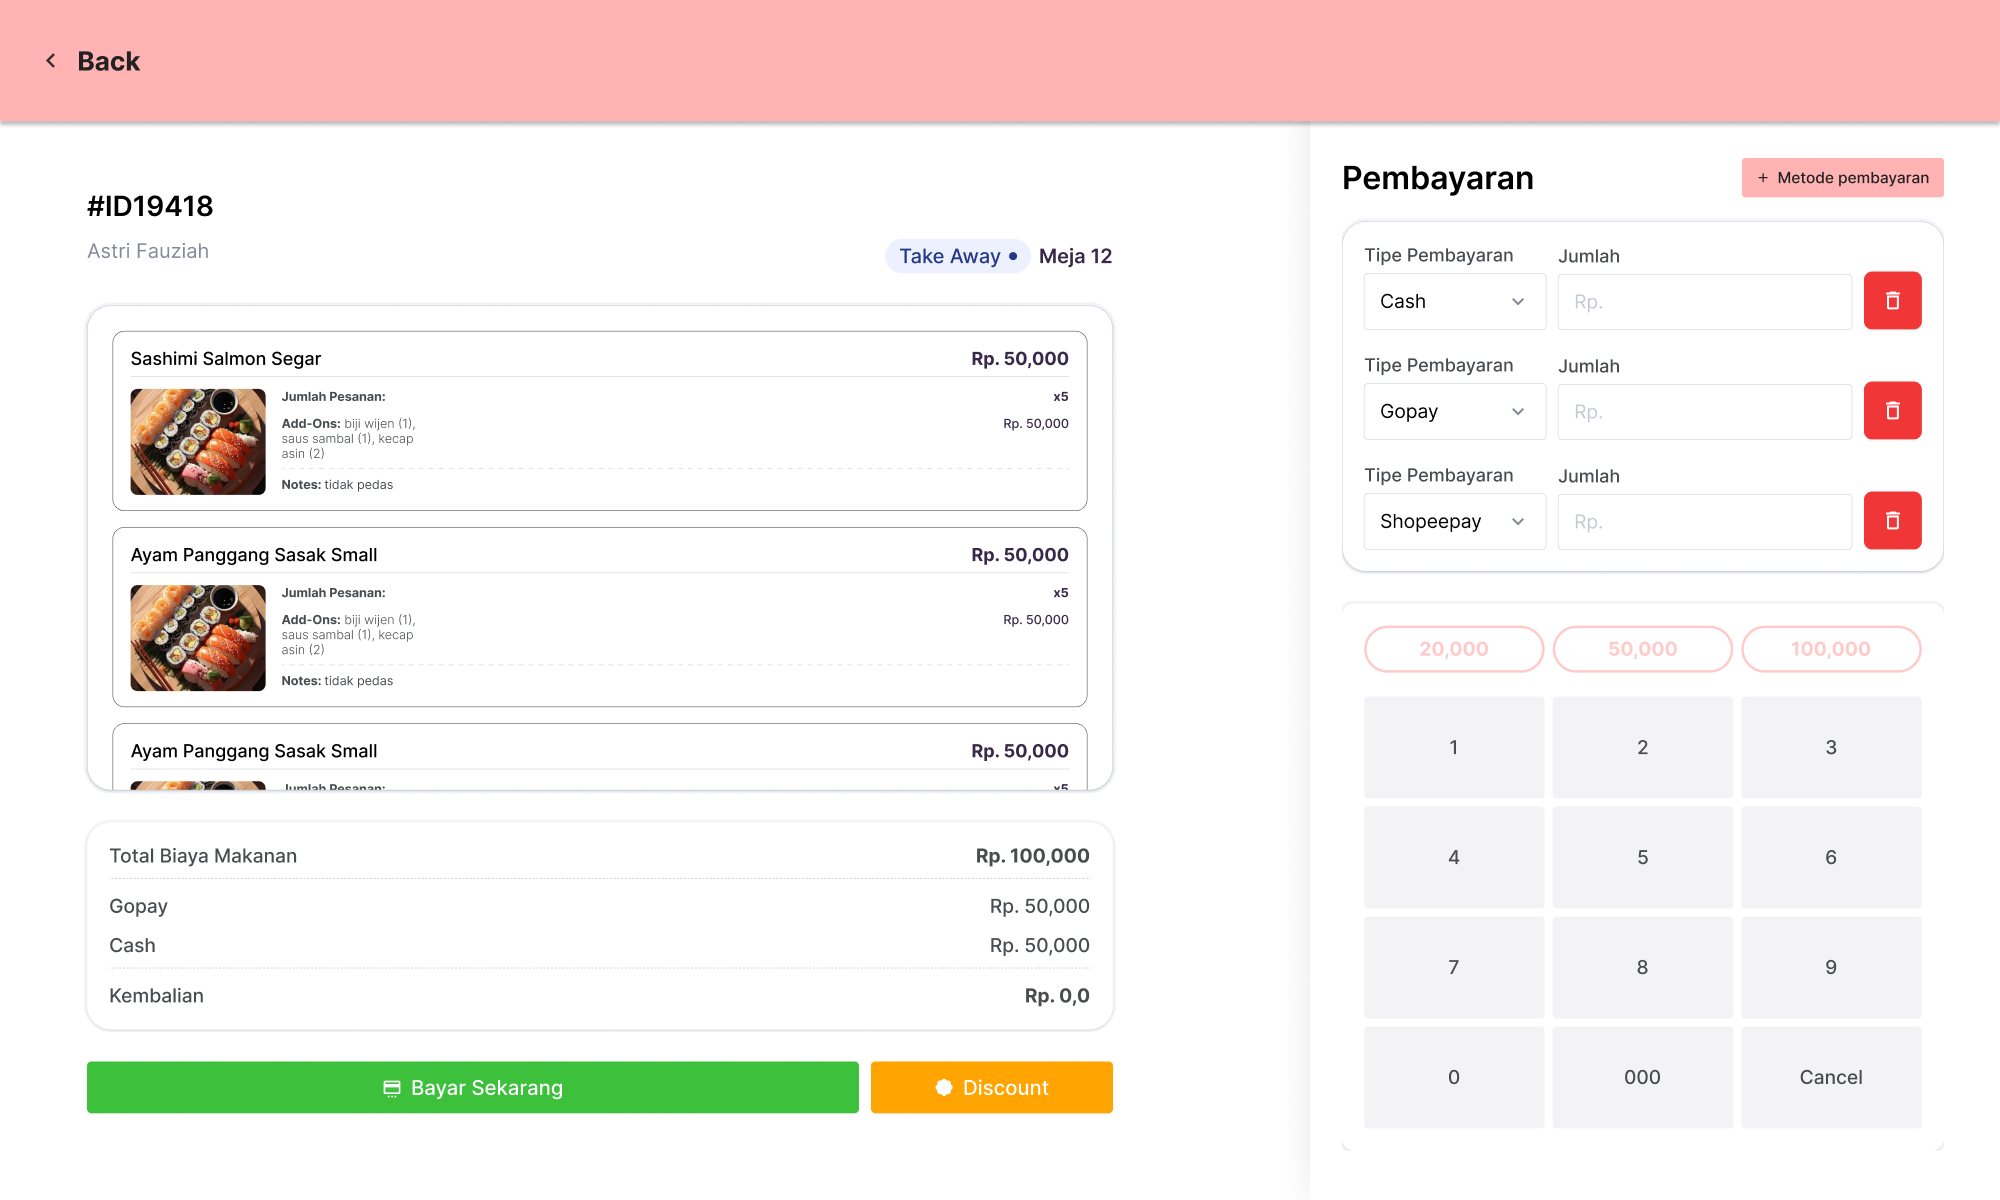 Back
#ID19418
Astri Fauziah
Take Away • Meja 12
Sashimi Salmon Segar Rp. 50,000
Jumlah Pesanan: x5
Add-Ons: biji wijen (1), Rp. 50,000
saus sambal (1), kecap
asin (2)
Notes: tidak pedas
Ayam Panggang Sasak Small Rp. 50,000
Jumlah Pesanan: x5
Add-Ons: biji wijen (1), Rp. 50,000
saus sambal (1), kecap
asin (2)
Notes: tidak pedas
Ayam Panggang Sasak Small Rp. 50,000
Jumlah Pesanan: x5
Total Biaya Makanan Rp. 100,000
Gopay Rp. 50,000
Cash Rp. 50,000
Kembalian Rp. 0,0
Bayar Sekarang
Discount
Pembayaran
+ Metode pembayaran
Tipe Pembayaran Jumlah
Cash Rp.
Tipe Pembayaran Jumlah
Gopay Rp.
Tipe Pembayaran Jumlah
Shopeepay Rp.
20,000 50,000 100,000
1 2 3
4 5 6
7 8 9
0 000 Cancel